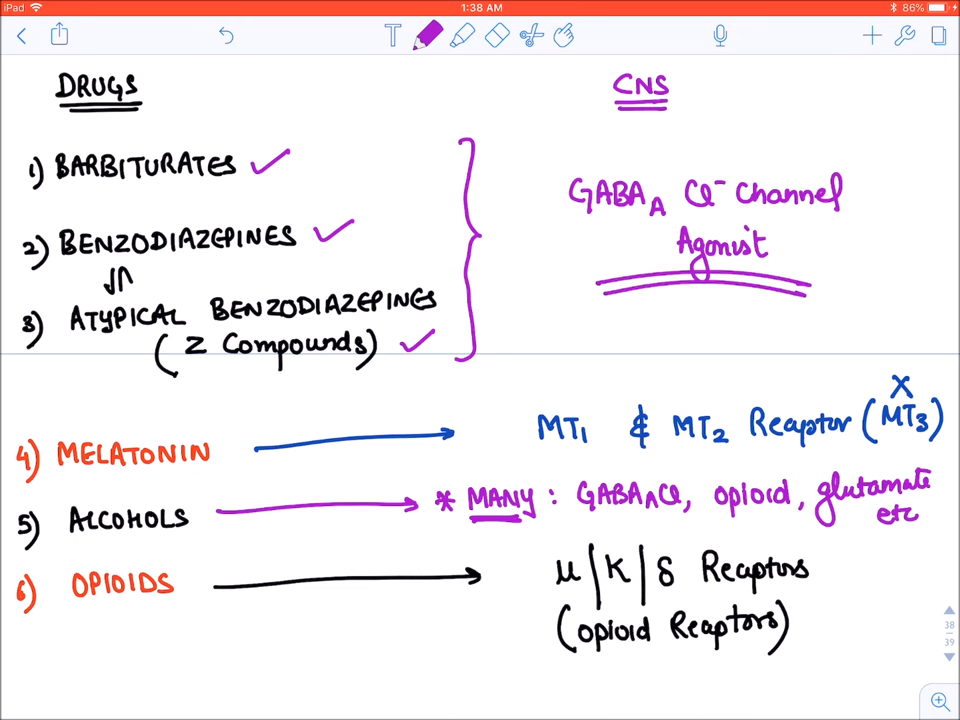 iPad 1:38 AM 86%
T
DRUGS CNS
1) BARBITURATES
2) BENZODIAZEPINES
3) ATYPICAL BENZODIAZEPINES
(Z Compounds)
GABAA Cl- Channel
Agonist
4) MELATONIN MT1 & MT2 Receptor (MT3)
X
5) ALCOHOLS * MANY : GABAACl, opioid, glutamate
etc
6) OPIOIDS μ|K|δ Receptors
(opioid Receptors)
38
39